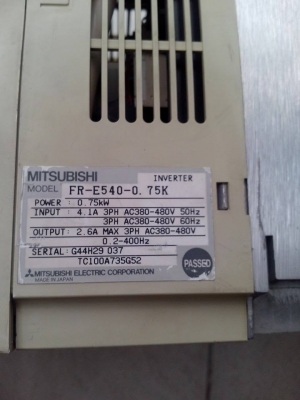 MITSUBISHI INVERTER
MODEL FR-E540-0.75K
POWER : 0.75kW
INPUT : 4.1A 3PH AC380-480V 50Hz
3PH AC380-480V 60Hz
OUTPUT: 2.6A MAX 3PH AC380-480V
0.2-400Hz
SERIAL: G44H29 037
TC100A735G52
PASSED
MITSUBISHI ELECTRIC CORPORATION
MADE IN JAPAN